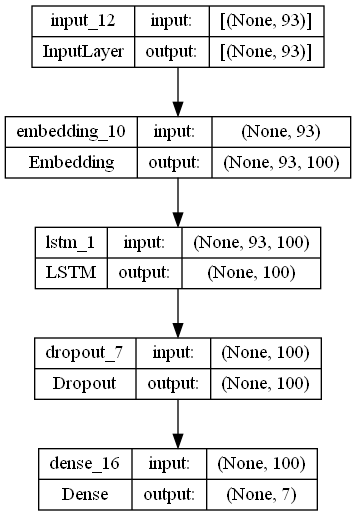 input_12 input: [(None, 93)]
InputLayer output: [(None, 93)]
embedding_10 input: (None, 93)
Embedding output: (None, 93, 100)
lstm_1 input: (None, 93, 100)
LSTM output: (None, 100)
dropout_7 input: (None, 100)
Dropout output: (None, 100)
dense_16 input: (None, 100)
Dense output: (None, 7)